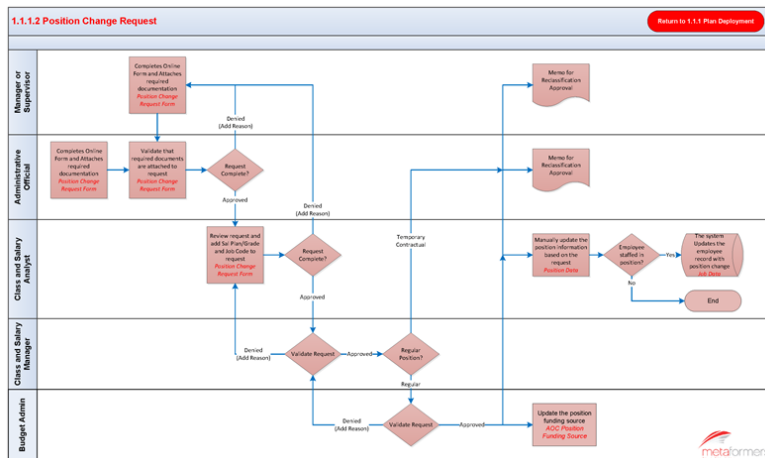 1.1.1.2 Position Change Request
Return to 1.1.1 Plan Deployment
Manager or
Supervisor
Completes Online
Form and Attaches
required
documentation
Position Change
Request Form
Denied
(Add Reason)
Memo for
Reclassification
Approval
Administrative
Official
Completes Online
Form and Attaches
required
documentation
Position Change
Request Form
Validate that
required documents
are attached to
request
Position Change
Request Form
Request
Complete?
Approved
Denied
(Add Reason)
Memo for
Reclassification
Approval
Class and Salary
Analyst
Review request and
add Sal Plan/Grade
and Job Code to
request
Position Change
Request Form
Request
Complete?
Approved
Temporary
Contractual
Manually update the
position information
based on the
request
Position Data
Employee
staffed in
position?
Yes
No
The system
Updates the
employee
record with
position change
Job Data
End
Class and Salary
Manager
Denied
(Add Reason)
Validate Request
Approved
Regular
Position?
Regular
Budget Admin
Denied
(Add Reason)
Validate Request
Approved
Update the position
funding source
AOC Position
Funding Source
metaformers